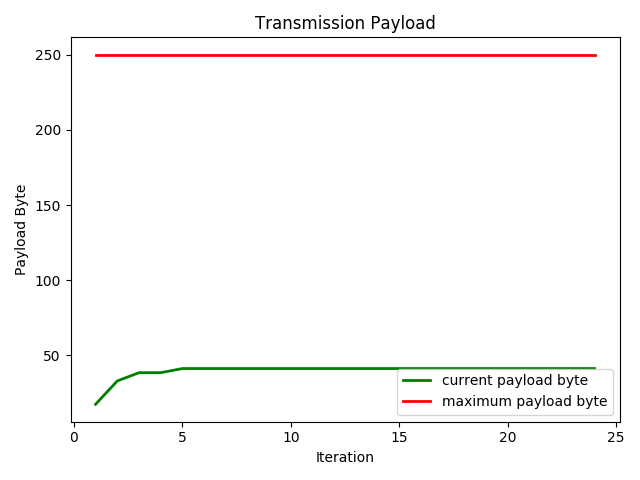 Transmission Payload
250
200
150
100
50
Payload Byte
current payload byte
maximum payload byte
0 5 10 15 20 25
Iteration